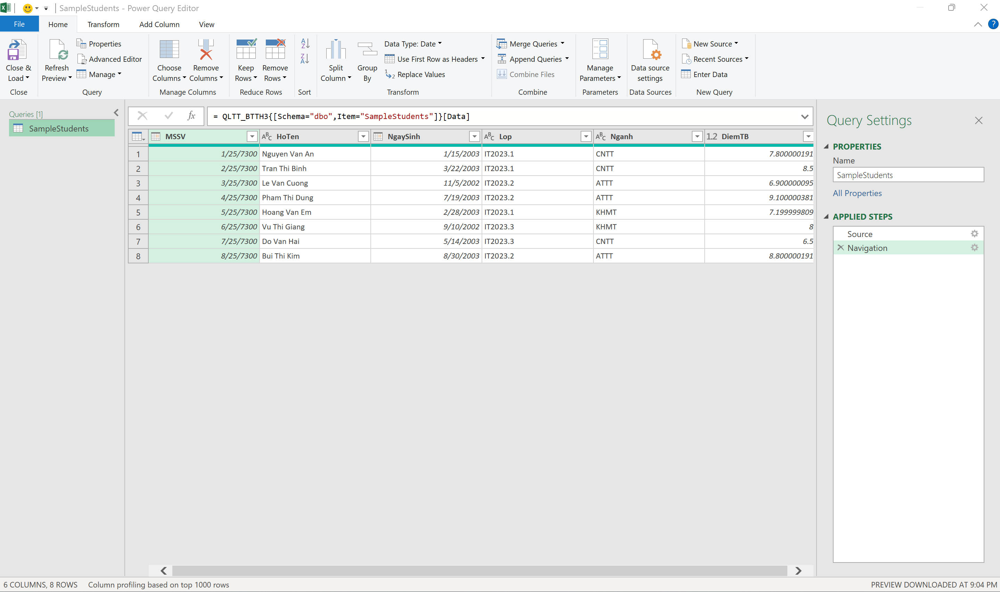 SampleStudents - Power Query Editor
File Home Transform Add Column View
Close & Load
Close
Refresh Preview
Properties
Advanced Editor
Manage
Query
Choose Columns
Remove Columns
Manage Columns
Keep Rows
Remove Rows
Reduce Rows
Sort
Split Column
Group By
Data Type: Date
Use First Row as Headers
Replace Values
Transform
Merge Queries
Append Queries
Combine Files
Combine
Manage Parameters
Parameters
Data source settings
Data Sources
New Source
Recent Sources
Enter Data
New Query
Queries [1]
SampleStudents
fx = QLTT_BTTH3{[Schema="dbo",Item="SampleStudents"]}[Data]
MSSV ABC HoTen NgaySinh ABC Lop ABC Nganh 1.2 DiemTB
1 1/25/7300 Nguyen Van An 1/15/2003 IT2023.1 CNTT 7.800000191
2 2/25/7300 Tran Thi Binh 3/22/2003 IT2023.1 CNTT 8.5
3 3/25/7300 Le Van Cuong 11/5/2002 IT2023.2 ATTT 6.900000095
4 4/25/7300 Pham Thi Dung 7/19/2003 IT2023.2 ATTT 9.100000381
5 5/25/7300 Hoang Van Em 2/28/2003 IT2023.1 KHMT 7.199999809
6 6/25/7300 Vu Thi Giang 9/10/2002 IT2023.3 KHMT 8
7 7/25/7300 Do Van Hai 5/14/2003 IT2023.3 CNTT 6.5
8 8/25/7300 Bui Thi Kim 8/30/2003 IT2023.2 ATTT 8.800000191
Query Settings
PROPERTIES
Name
SampleStudents
All Properties
APPLIED STEPS
Source
Navigation
6 COLUMNS, 8 ROWS Column profiling based on top 1000 rows
PREVIEW DOWNLOADED AT 9:04 PM